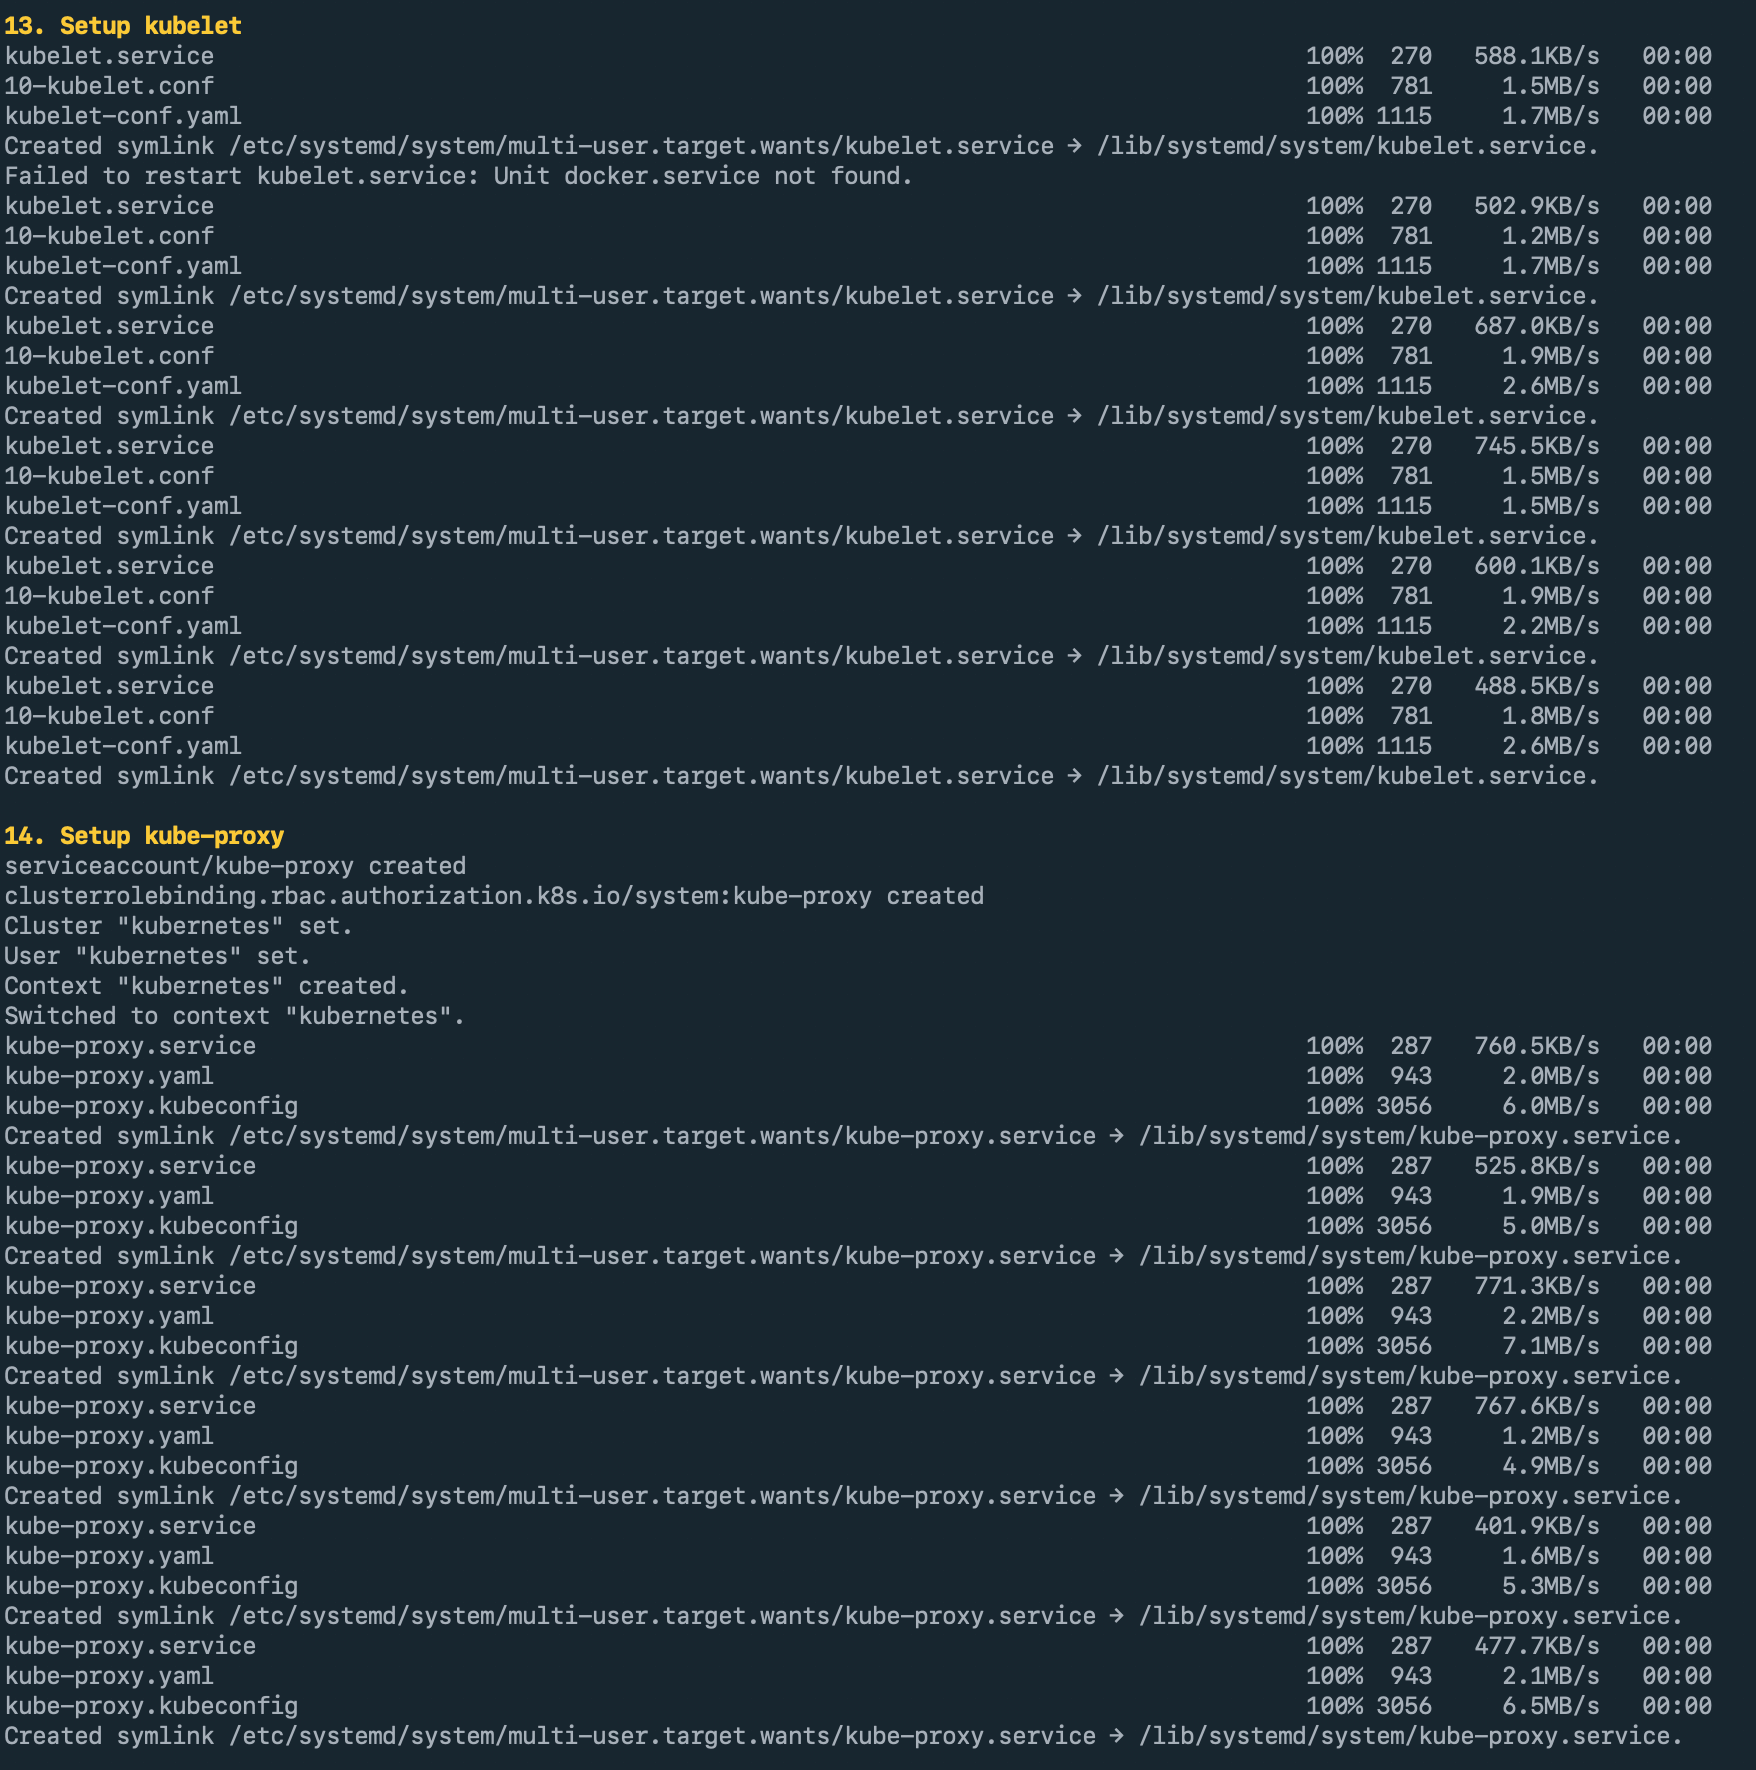 13. Setup kubelet
kubelet.service 100% 270 588.1KB/s 00:00
10-kubelet.conf 100% 781 1.5MB/s 00:00
kubelet-conf.yaml 100% 1115 1.7MB/s 00:00
Created symlink /etc/systemd/system/multi-user.target.wants/kubelet.service → /lib/systemd/system/kubelet.service.
Failed to restart kubelet.service: Unit docker.service not found.
kubelet.service 100% 270 502.9KB/s 00:00
10-kubelet.conf 100% 781 1.2MB/s 00:00
kubelet-conf.yaml 100% 1115 1.7MB/s 00:00
Created symlink /etc/systemd/system/multi-user.target.wants/kubelet.service → /lib/systemd/system/kubelet.service.
kubelet.service 100% 270 687.0KB/s 00:00
10-kubelet.conf 100% 781 1.9MB/s 00:00
kubelet-conf.yaml 100% 1115 2.6MB/s 00:00
Created symlink /etc/systemd/system/multi-user.target.wants/kubelet.service → /lib/systemd/system/kubelet.service.
kubelet.service 100% 270 745.5KB/s 00:00
10-kubelet.conf 100% 781 1.5MB/s 00:00
kubelet-conf.yaml 100% 1115 1.5MB/s 00:00
Created symlink /etc/systemd/system/multi-user.target.wants/kubelet.service → /lib/systemd/system/kubelet.service.
kubelet.service 100% 270 600.1KB/s 00:00
10-kubelet.conf 100% 781 1.9MB/s 00:00
kubelet-conf.yaml 100% 1115 2.2MB/s 00:00
Created symlink /etc/systemd/system/multi-user.target.wants/kubelet.service → /lib/systemd/system/kubelet.service.
kubelet.service 100% 270 488.5KB/s 00:00
10-kubelet.conf 100% 781 1.8MB/s 00:00
kubelet-conf.yaml 100% 1115 2.6MB/s 00:00
Created symlink /etc/systemd/system/multi-user.target.wants/kubelet.service → /lib/systemd/system/kubelet.service.
14. Setup kube-proxy
serviceaccount/kube-proxy created
clusterrolebinding.rbac.authorization.k8s.io/system:kube-proxy created
Cluster "kubernetes" set.
User "kubernetes" set.
Context "kubernetes" created.
Switched to context "kubernetes".
kube-proxy.service 100% 287 760.5KB/s 00:00
kube-proxy.yaml 100% 943 2.0MB/s 00:00
kube-proxy.kubeconfig 100% 3056 6.0MB/s 00:00
Created symlink /etc/systemd/system/multi-user.target.wants/kube-proxy.service → /lib/systemd/system/kube-proxy.service.
kube-proxy.service 100% 287 525.8KB/s 00:00
kube-proxy.yaml 100% 943 1.9MB/s 00:00
kube-proxy.kubeconfig 100% 3056 5.0MB/s 00:00
Created symlink /etc/systemd/system/multi-user.target.wants/kube-proxy.service → /lib/systemd/system/kube-proxy.service.
kube-proxy.service 100% 287 771.3KB/s 00:00
kube-proxy.yaml 100% 943 2.2MB/s 00:00
kube-proxy.kubeconfig 100% 3056 7.1MB/s 00:00
Created symlink /etc/systemd/system/multi-user.target.wants/kube-proxy.service → /lib/systemd/system/kube-proxy.service.
kube-proxy.service 100% 287 767.6KB/s 00:00
kube-proxy.yaml 100% 943 1.2MB/s 00:00
kube-proxy.kubeconfig 100% 3056 4.9MB/s 00:00
Created symlink /etc/systemd/system/multi-user.target.wants/kube-proxy.service → /lib/systemd/system/kube-proxy.service.
kube-proxy.service 100% 287 401.9KB/s 00:00
kube-proxy.yaml 100% 943 1.6MB/s 00:00
kube-proxy.kubeconfig 100% 3056 5.3MB/s 00:00
Created symlink /etc/systemd/system/multi-user.target.wants/kube-proxy.service → /lib/systemd/system/kube-proxy.service.
kube-proxy.service 100% 287 477.7KB/s 00:00
kube-proxy.yaml 100% 943 2.1MB/s 00:00
kube-proxy.kubeconfig 100% 3056 6.5MB/s 00:00
Created symlink /etc/systemd/system/multi-user.target.wants/kube-proxy.service → /lib/systemd/system/kube-proxy.service.